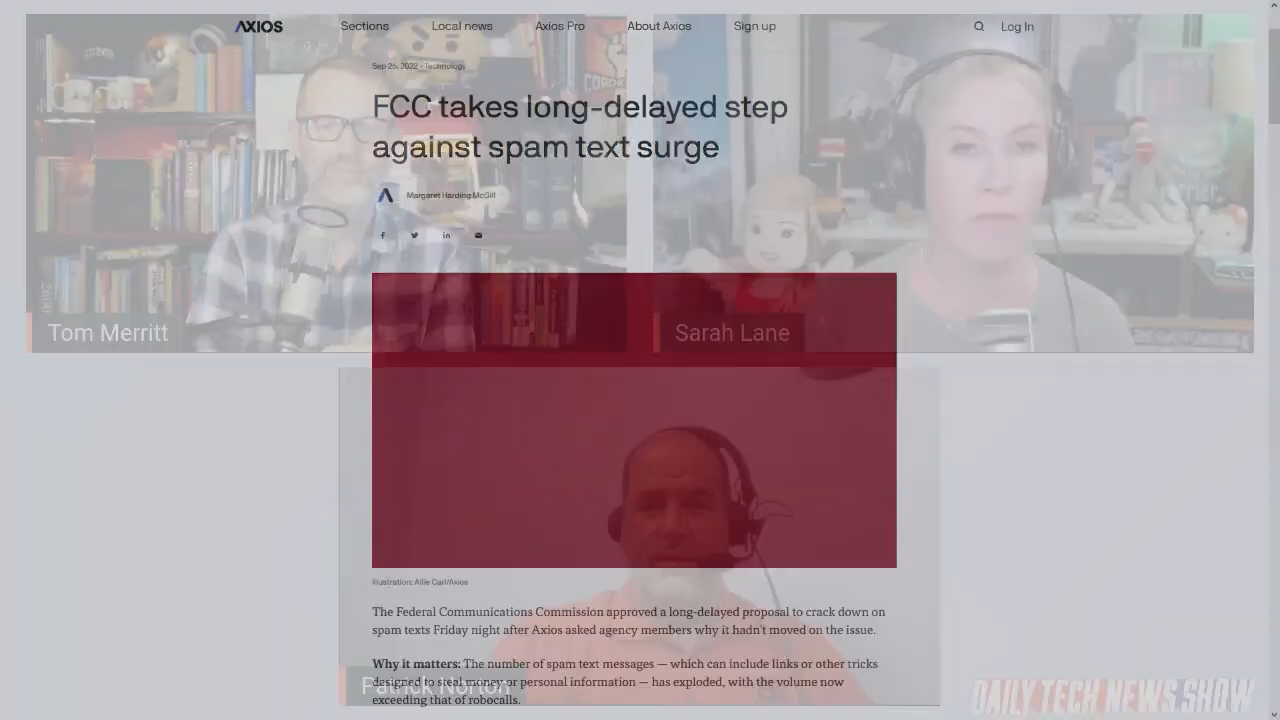 AXIOS
Sections
Local news
Axios Pro
About Axios
Sign up
Log In
Sep 26, 2022 - Technology
FCC takes long-delayed step
against spam text surge
Margaret Harding McGill
Tom Merritt
Sarah Lane
Illustration: Allie Carl/Axios
The Federal Communications Commission approved a long-delayed proposal to crack down on
spam texts Friday night after Axios asked agency members why it hadn't moved on the issue.
Why it matters: The number of spam text messages — which can include links or other tricks
designed to steal money or personal information — has exploded, with the volume now
exceeding that of robocalls.
Patrick Norton
DAILY TECH NEWS SHOW